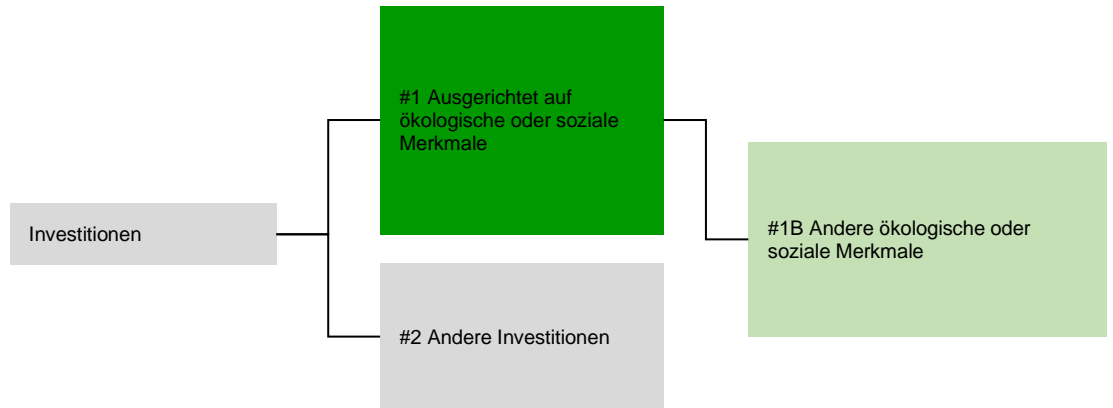 #1 Ausgerichtet auf
ökologische oder soziale
Merkmale
Investitionen
#1B Andere ökologische oder
soziale Merkmale
#2 Andere Investitionen